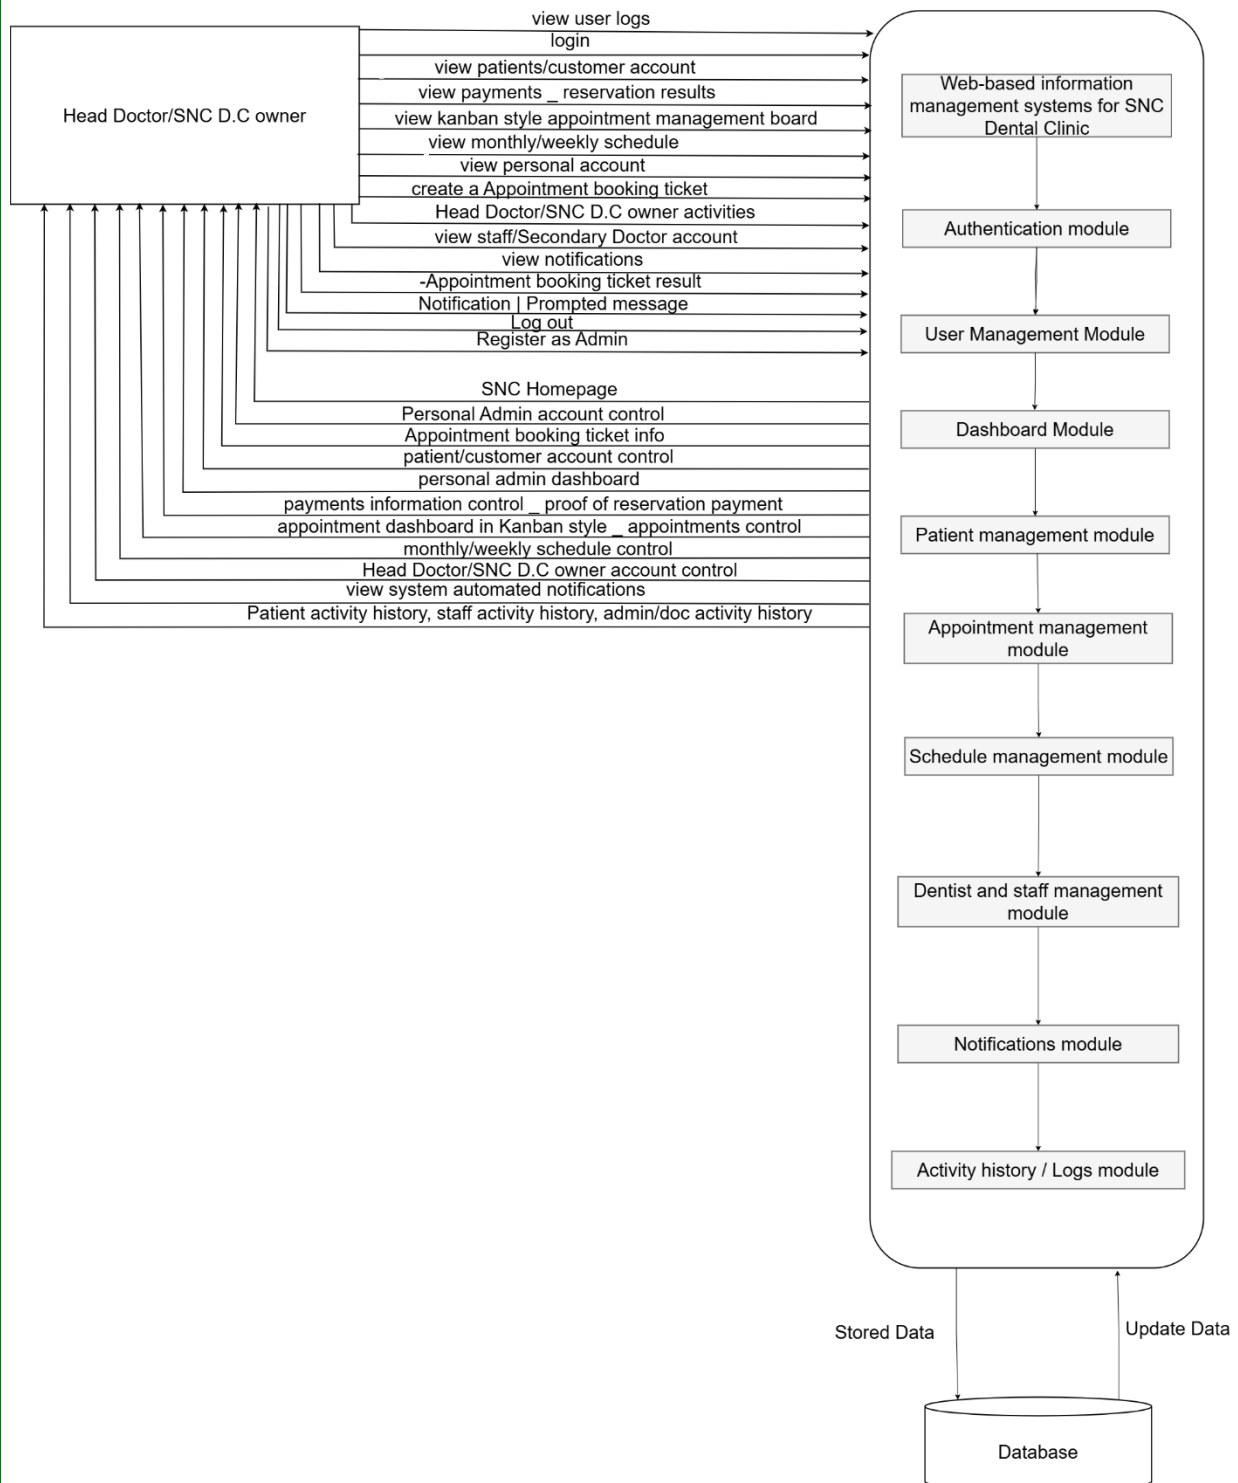 view user logs
login
view patients/customer account
view payments _ reservation results
view kanban style appointment management board
view monthly/weekly schedule
view personal account
create a Appointment booking ticket
Head Doctor/SNC D.C owner activities
view staff/Secondary Doctor account
view notifications
-Appointment booking ticket result
Notification | Prompted message
Log out
Register as Admin
Head Doctor/SNC D.C owner
SNC Homepage
Personal Admin account control
Appointment booking ticket info
patient/customer account control
personal admin dashboard
payments information control _ proof of reservation payment
appointment dashboard in Kanban style _ appointments control
monthly/weekly schedule control
Head Doctor/SNC D.C owner account control
view system automated notifications
Patient activity history, staff activity history, admin/doc activity history
Web-based information
management systems for SNC
Dental Clinic
Authentication module
User Management Module
Dashboard Module
Patient management module
Appointment management
module
Schedule management module
Dentist and staff management
module
Notifications module
Activity history / Logs module
Stored Data
Update Data
Database